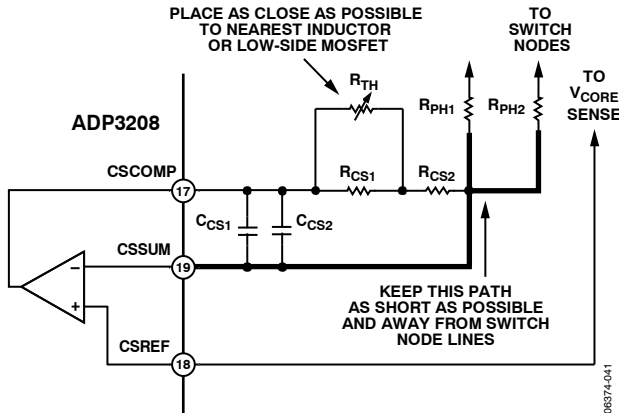 PLACE AS CLOSE AS POSSIBLE
TO NEAREST INDUCTOR
OR LOW-SIDE MOSFET
TO
SWITCH
NODES
TO
VCORE
SENSE
RTH
RPH1
RPH2
ADP3208
CSCOMP
17
RCS1
RCS2
CCS1
CCS2
CSSUM
19
–
+
KEEP THIS PATH
AS SHORT AS POSSIBLE
AND AWAY FROM SWITCH
NODE LINES
CSREF
18
06374-041